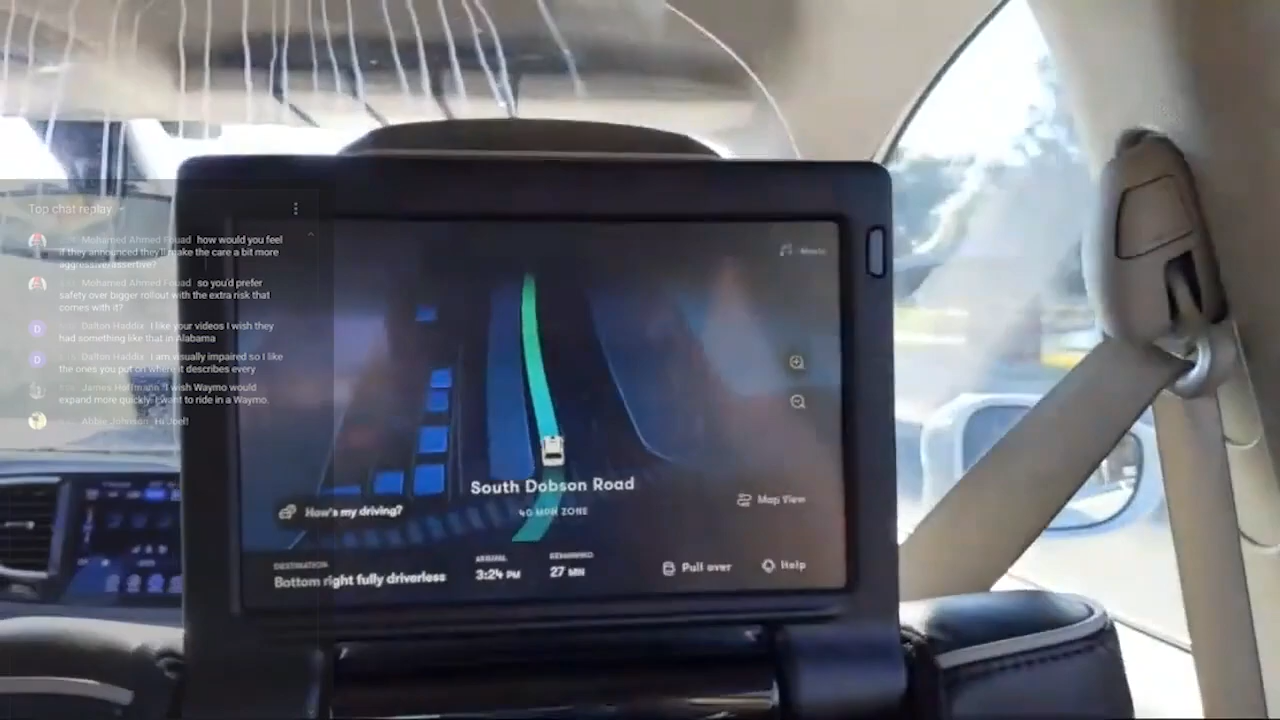 Top chat replay
Mohamed Ahmed Fouad how would you feel
if they announced they'll make the care a bit more
aggressive/assertive?
Mohamed Ahmed Fouad so you'd prefer
safety over bigger rollout with the extra risk that
comes with it?
D Dalton Haddix I like your videos I wish they
had something like that in Alabama
D Dalton Haddix I am visually impaired so I like
the ones you put on where it describes every
James Hoffmann I wish Waymo would
expand more quickly. I want to ride in a Waymo.
Abbie Johnson Hi Joel!
Music
South Dobson Road
40 MPH ZONE
How's my driving?
Map View
DESTINATION
Bottom right fully driverless
ARRIVAL
3:24 PM
REMAINING
27 MIN
Pull over
Help